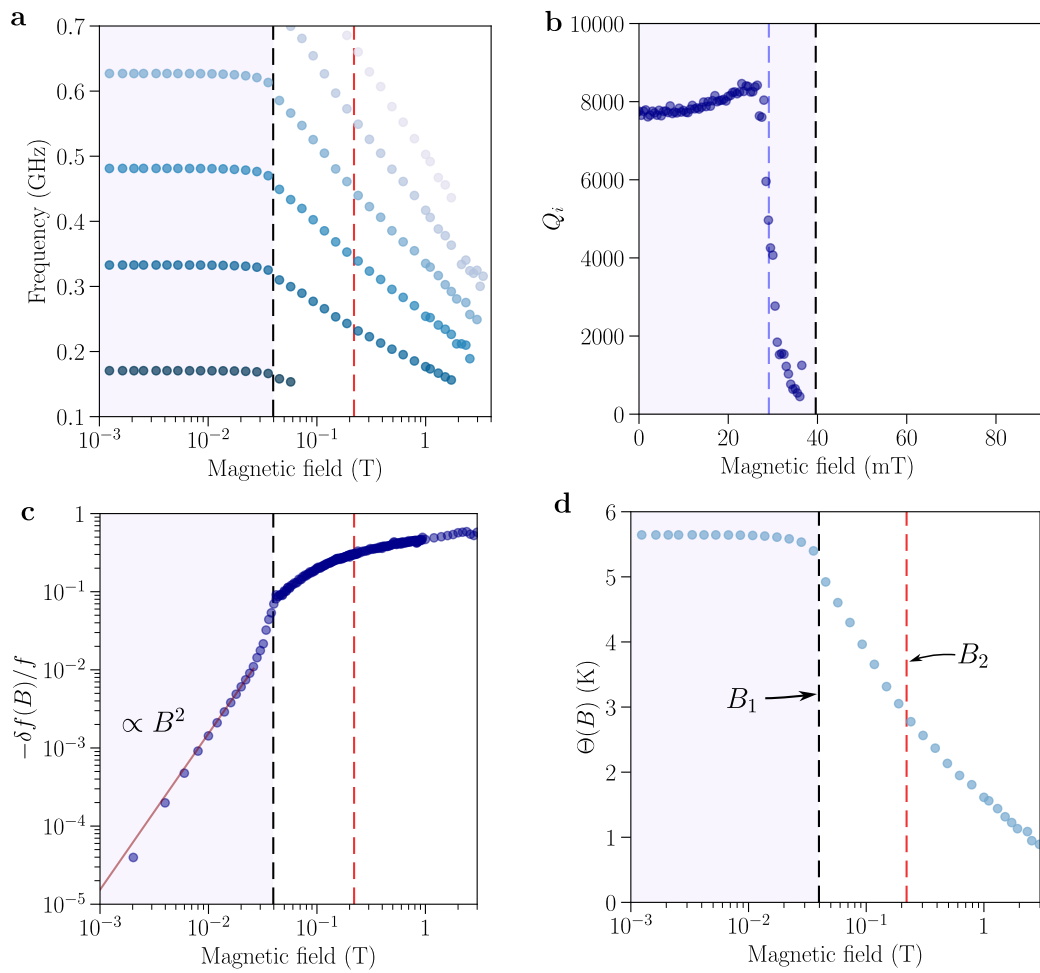 a
0.7
0.6
0.5
0.4
0.3
0.2
0.1
Frequency (GHz)
10⁻³
10⁻²
10⁻¹
1
Magnetic field (T)
b
10000
8000
6000
4000
2000
0
Qᵢ
0
20
40
60
80
Magnetic field (mT)
c
1
10⁻¹
10⁻²
10⁻³
10⁻⁴
10⁻⁵
−δf(B)/f
∝ B²
10⁻³
10⁻²
10⁻¹
1
Magnetic field (T)
d
6
5
4
3
2
1
0
Θ(B) (K)
B₁
B₂
10⁻³
10⁻²
10⁻¹
1
Magnetic field (T)